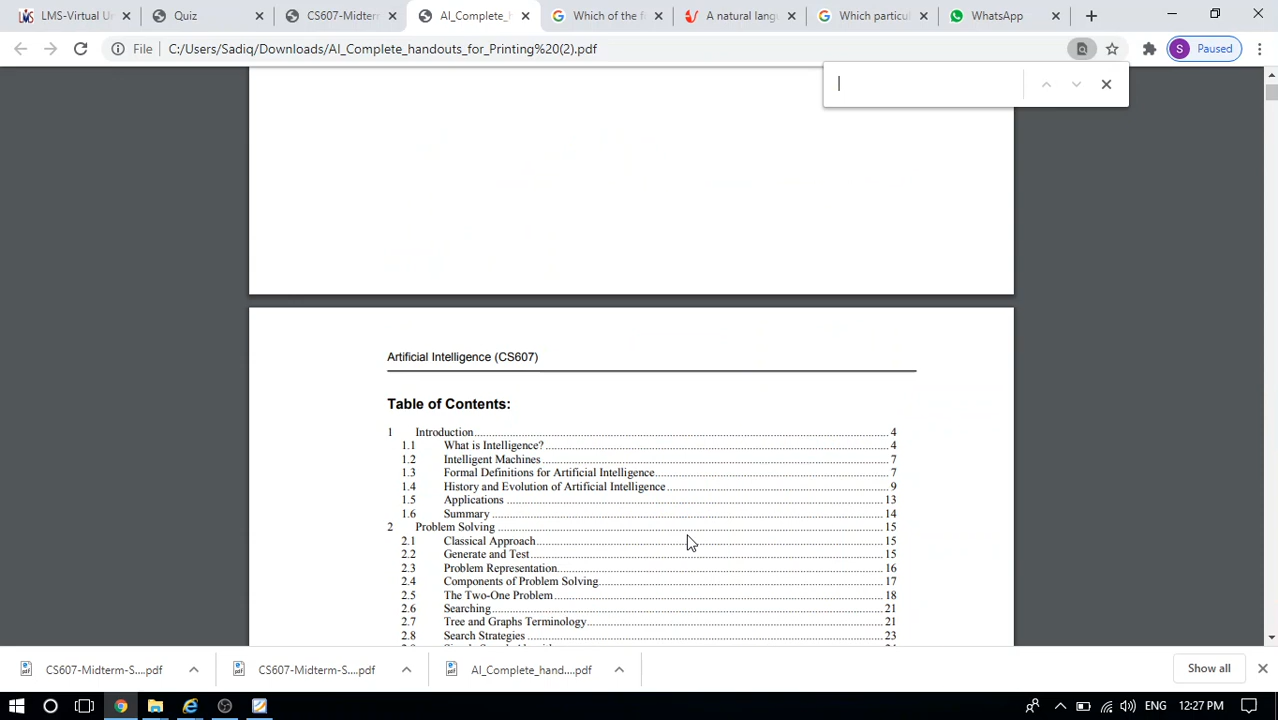 LMS-Virtual U
Quiz
CS607-Midterm
AI_Complete_h
Which of the f
A natural lang
Which particul
WhatsApp
File
C:/Users/Sadiq/Downloads/AI_Complete_handouts_for_Printing%20(2).pdf
S
Paused
Artificial Intelligence (CS607)
Table of Contents:
1 Introduction 4
1.1 What is Intelligence? 4
1.2 Intelligent Machines 7
1.3 Formal Definitions for Artificial Intelligence 7
1.4 History and Evolution of Artificial Intelligence 9
1.5 Applications 13
1.6 Summary 14
2 Problem Solving 15
2.1 Classical Approach 15
2.2 Generate and Test 15
2.3 Problem Representation 16
2.4 Components of Problem Solving 17
2.5 The Two-One Problem 18
2.6 Searching 21
2.7 Tree and Graphs Terminology 21
2.8 Search Strategies 23
CS607-Midterm-S....pdf
CS607-Midterm-S....pdf
AI_Complete_hand....pdf
Show all
ENG
12:27 PM